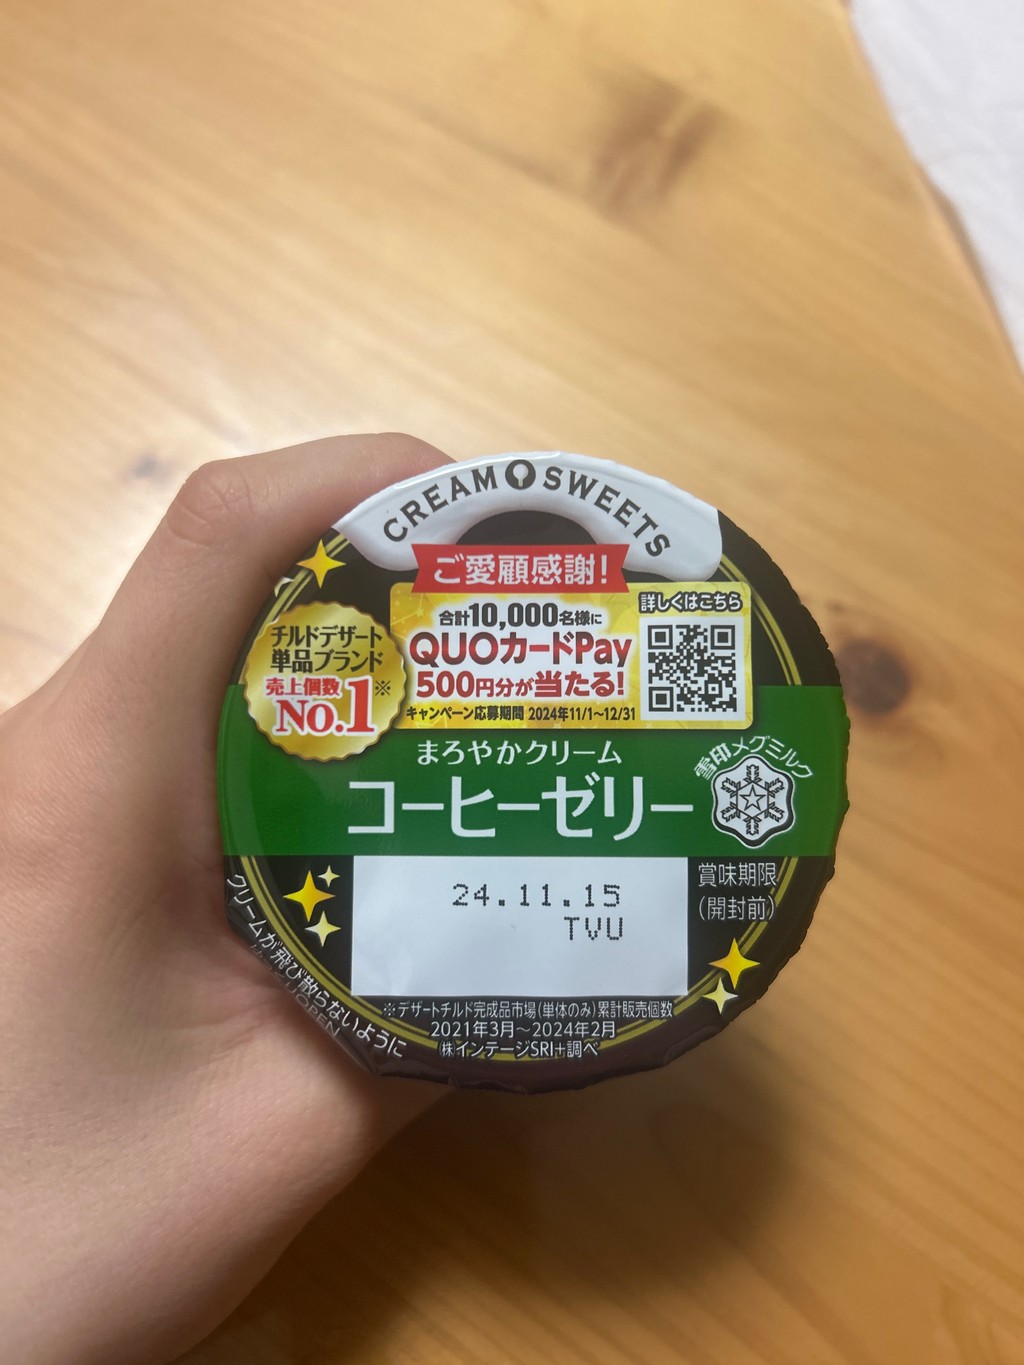 CREAM SWEETS
ご愛顧感謝!
合計10,000名様に
QUOカードPay
500円分が当たる!
キャンペーン応募期間 2024年11/1~12/31
詳しくはこちら
チルドデザート
単品ブランド
売上個数※
No.1
まろやかクリーム
コーヒーゼリー
雪印メグミルク
24.11.15
TVU
賞味期限
(開封前)
クリームが飛び散らないように
OPEN
※デザートチルド完成品市場(単体のみ)累計販売個数
2021年3月~2024年2月
㈱インテージSRI+調べ